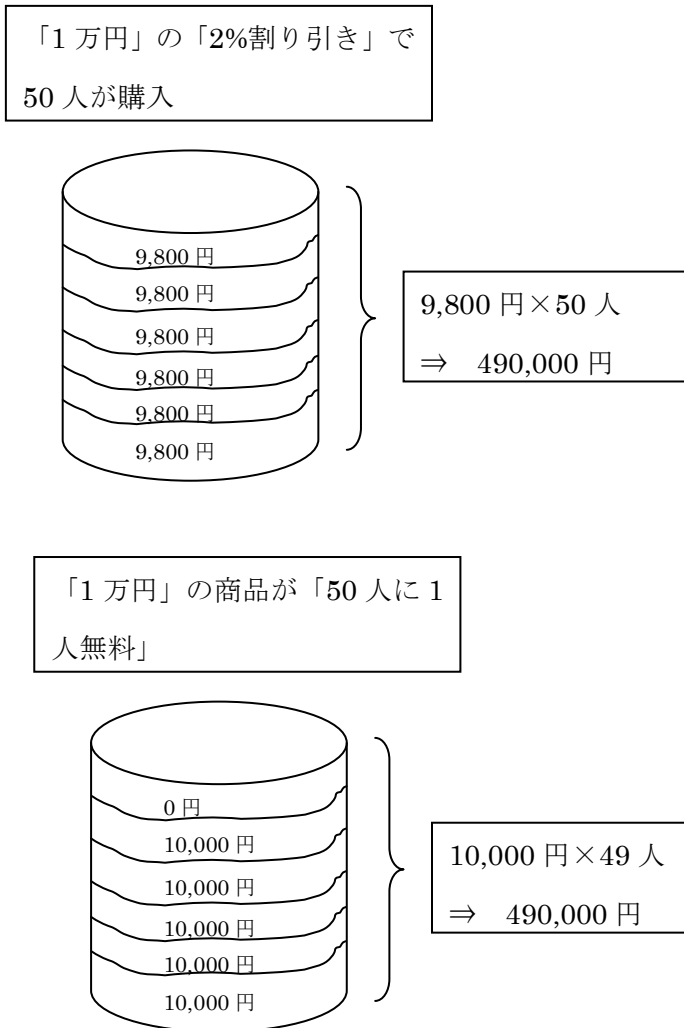 「1 万円」の「2%割り引き」で
50 人が購入
9,800 円
9,800 円
9,800 円
9,800 円
9,800 円
9,800 円
9,800 円×50 人
⇒ 490,000 円
「1 万円」の商品が「50 人に 1
人無料」
0 円
10,000 円
10,000 円
10,000 円
10,000 円
10,000 円
10,000 円×49 人
⇒ 490,000 円